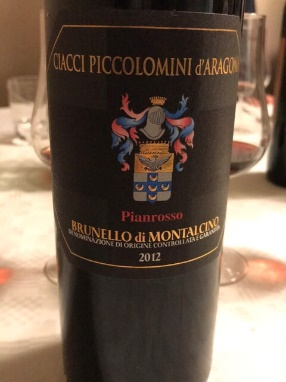 CIACCI PICCOLOMINI d'ARAGONA
Pianrosso
BRUNELLO di MONTALCINO
DENOMINAZIONE DI ORIGINE CONTROLLATA E GARANTITA
2012